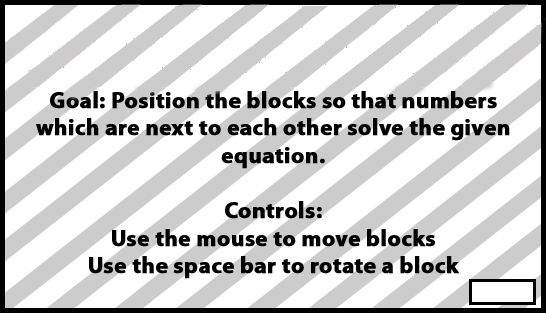 Goal: Position the blocks so that numbers
which are next to each other solve the given
equation.
Controls:
Use the mouse to move blocks
Use the space bar to rotate a block